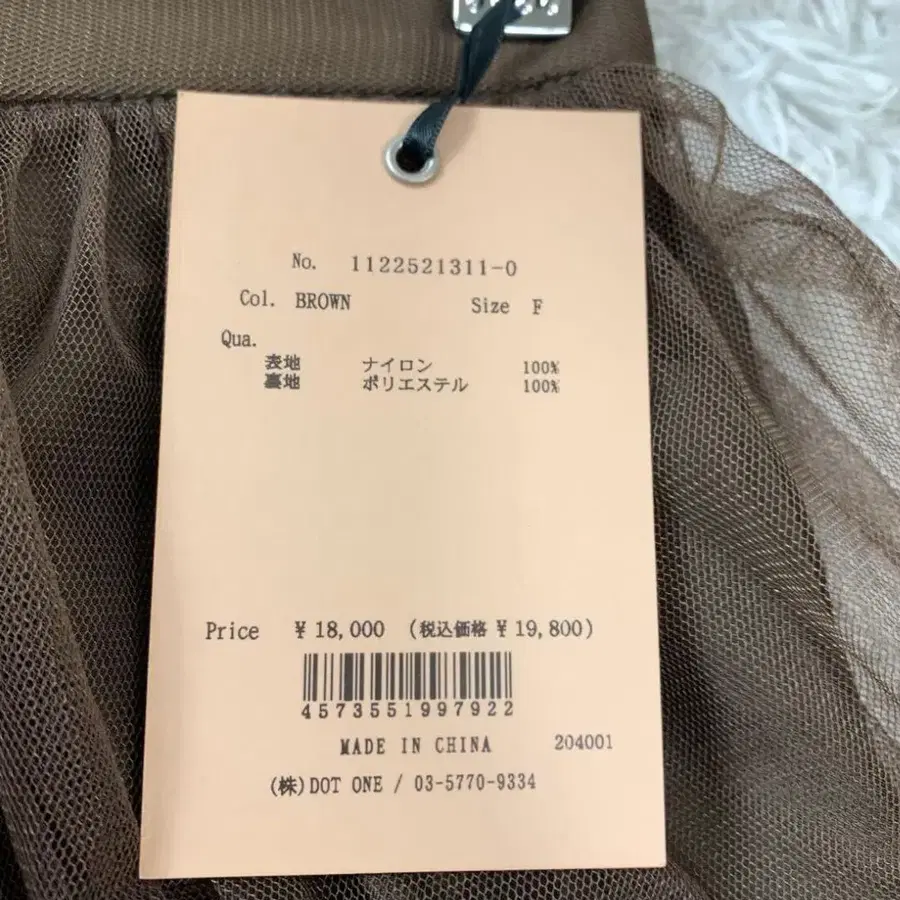 No. 1122521311-0
Col. BROWN Size F
Qua.
表地 ナイロン 100%
裏地 ポリエステル 100%
Price ¥18,000 (税込価格¥19,800)
4573551997922
MADE IN CHINA 204001
(株)DOT ONE / 03-5770-9334